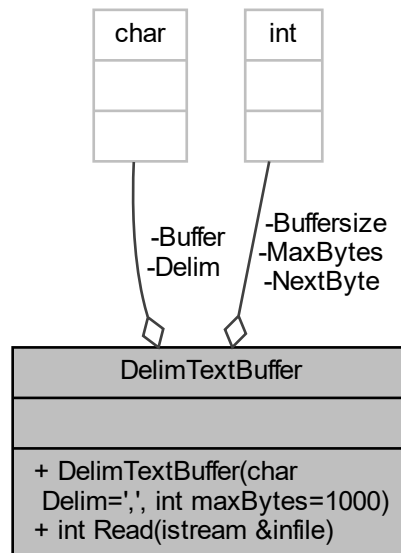 char
int
-Buffer
-Delim
-Buffersize
-MaxBytes
-NextByte
DelimTextBuffer
+ DelimTextBuffer(char
Delim=',', int maxBytes=1000)
+ int Read(istream &infile)